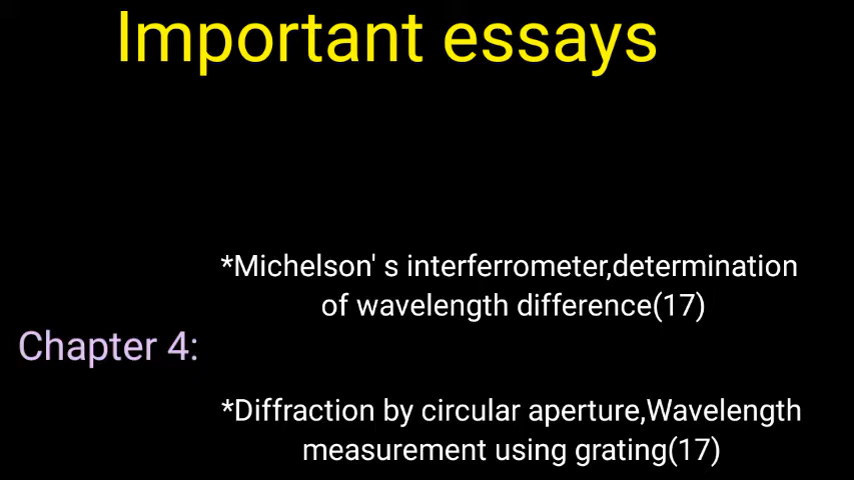 Important essays
*Michelson' s interferrometer,determination
of wavelength difference(17)
Chapter 4:
*Diffraction by circular aperture,Wavelength
measurement using grating(17)